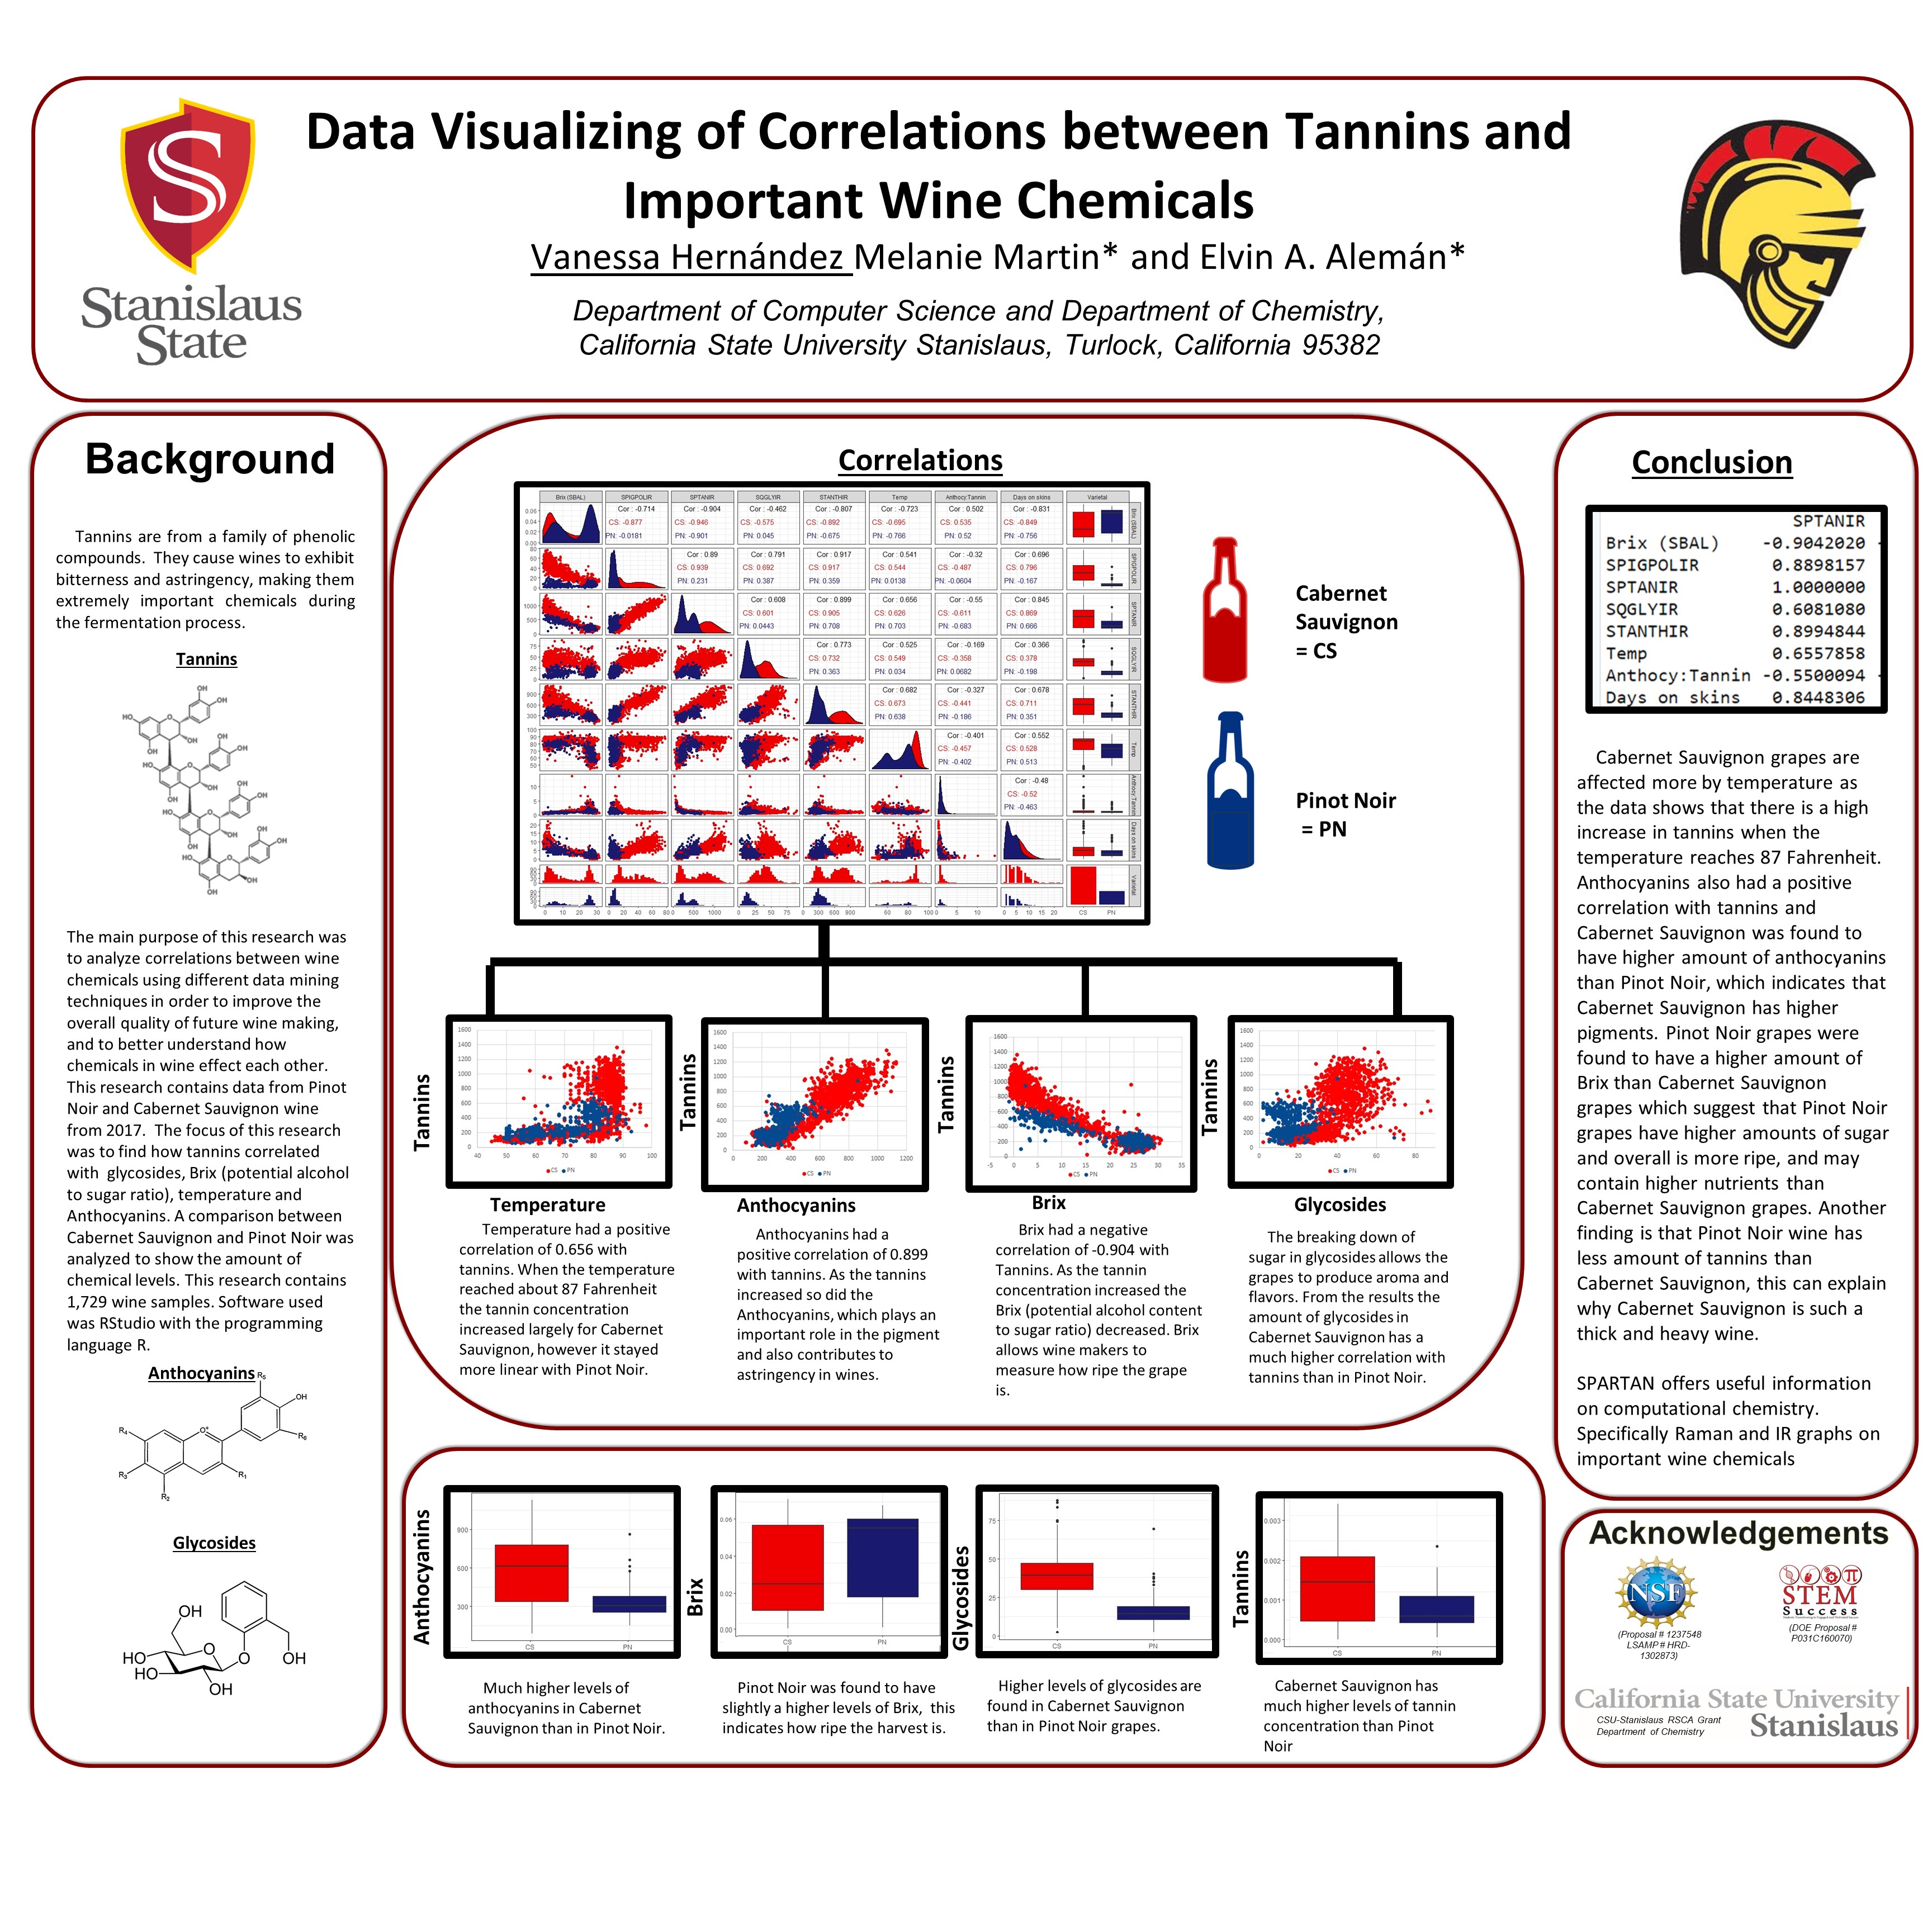 Stanislaus
State
Data Visualizing of Correlations between Tannins and
Important Wine Chemicals
Vanessa Hernández Melanie Martin* and Elvin A. Alemán*
Department of Computer Science and Department of Chemistry,
California State University Stanislaus, Turlock, California 95382
Background
Tannins are from a family of phenolic
compounds. They cause wines to exhibit
bitterness and astringency, making them
extremely important chemicals during
the fermentation process.
Tannins
The main purpose of this research was
to analyze correlations between wine
chemicals using different data mining
techniques in order to improve the
overall quality of future wine making,
and to better understand how
chemicals in wine effect each other.
This research contains data from Pinot
Noir and Cabernet Sauvignon wine
from 2017. The focus of this research
was to find how tannins correlated
with glycosides, Brix (potential alcohol
to sugar ratio), temperature and
Anthocyanins. A comparison between
Cabernet Sauvignon and Pinot Noir was
analyzed to show the amount of
chemical levels. This research contains
1,729 wine samples. Software used
was RStudio with the programming
language R.
Anthocyanins
Glycosides
Correlations
Brix (SBAL) SPIGPOLIR SPTANIR SQGLYIR STANTHIR Temp Anthocy:Tannin Days on skins Varietal
Cor : -0.714 Cor : -0.904 Cor : -0.462 Cor : -0.807 Cor : -0.723 Cor : 0.502 Cor : -0.831
CS: -0.877 CS: -0.946 CS: -0.575 CS: -0.892 CS: -0.695 CS: 0.535 CS: -0.849
PN: -0.0181 PN: -0.901 PN: 0.045 PN: -0.675 PN: -0.766 PN: 0.52 PN: -0.756
Cor : 0.89 Cor : 0.791 Cor : 0.917 Cor : 0.541 Cor : -0.32 Cor : 0.696
CS: 0.939 CS: 0.692 CS: 0.917 CS: 0.544 CS: -0.487 CS: 0.796
PN: 0.231 PN: 0.387 PN: 0.359 PN: 0.0138 PN: -0.0604 PN: -0.167
Cor : 0.608 Cor : 0.899 Cor : 0.656 Cor : -0.55 Cor : 0.845
CS: 0.601 CS: 0.905 CS: 0.626 CS: -0.611 CS: 0.869
PN: 0.0443 PN: 0.708 PN: 0.703 PN: -0.683 PN: 0.666
Cor : 0.773 Cor : 0.525 Cor : -0.169 Cor : 0.366
CS: 0.732 CS: 0.549 CS: -0.358 CS: 0.378
PN: 0.363 PN: 0.034 PN: 0.0682 PN: -0.198
Cor : 0.682 Cor : -0.327 Cor : 0.678
CS: 0.673 CS: -0.441 CS: 0.711
PN: 0.638 PN: -0.186 PN: 0.351
Cor : -0.401 Cor : 0.552
CS: -0.457 CS: 0.528
PN: -0.402 PN: 0.513
Cor : -0.48
CS: -0.52
PN: -0.463
Cabernet
Sauvignon
= CS
Pinot Noir
= PN
Tannins
Temperature
Temperature had a positive
correlation of 0.656 with
tannins. When the temperature
reached about 87 Fahrenheit
the tannin concentration
increased largely for Cabernet
Sauvignon, however it stayed
more linear with Pinot Noir.
Tannins
Anthocyanins
Anthocyanins had a
positive correlation of 0.899
with tannins. As the tannins
increased so did the
Anthocyanins, which plays an
important role in the pigment
and also contributes to
astringency in wines.
Tannins
Brix
Brix had a negative
correlation of -0.904 with
Tannins. As the tannin
concentration increased the
Brix (potential alcohol content
to sugar ratio) decreased. Brix
allows wine makers to
measure how ripe the grape
is.
Tannins
Glycosides
The breaking down of
sugar in glycosides allows the
grapes to produce aroma and
flavors. From the results the
amount of glycosides in
Cabernet Sauvignon has a
much higher correlation with
tannins than in Pinot Noir.
Anthocyanins
900
600
300
CS PN
Much higher levels of
anthocyanins in Cabernet
Sauvignon than in Pinot Noir.
Brix
0.06
0.04
0.02
0.00
CS PN
Pinot Noir was found to have
slightly a higher levels of Brix, this
indicates how ripe the harvest is.
Glycosides
75
50
25
0
CS PN
Higher levels of glycosides are
found in Cabernet Sauvignon
than in Pinot Noir grapes.
Tannins
0.003
0.002
0.001
0.000
CS PN
Cabernet Sauvignon has
much higher levels of tannin
concentration than Pinot
Noir
Conclusion
SPTANIR
Brix (SBAL) -0.9042020
SPIGPOLIR 0.8898157
SPTANIR 1.0000000
SQGLYIR 0.6081080
STANTHIR 0.8994844
Temp 0.6557858
Anthocy:Tannin -0.5500094
Days on skins 0.8448306
Cabernet Sauvignon grapes are
affected more by temperature as
the data shows that there is a high
increase in tannins when the
temperature reaches 87 Fahrenheit.
Anthocyanins also had a positive
correlation with tannins and
Cabernet Sauvignon was found to
have higher amount of anthocyanins
than Pinot Noir, which indicates that
Cabernet Sauvignon has higher
pigments. Pinot Noir grapes were
found to have a higher amount of
Brix than Cabernet Sauvignon
grapes which suggest that Pinot Noir
grapes have higher amounts of sugar
and overall is more ripe, and may
contain higher nutrients than
Cabernet Sauvignon grapes. Another
finding is that Pinot Noir wine has
less amount of tannins than
Cabernet Sauvignon, this can explain
why Cabernet Sauvignon is such a
thick and heavy wine.
SPARTAN offers useful information
on computational chemistry.
Specifically Raman and IR graphs on
important wine chemicals
Acknowledgements
NSF
(Proposal # 1237548
LSAMP # HRD-
1302873)
STEM
Success
(DOE Proposal #
P031C160070)
California State University
Stanislaus
CSU-Stanislaus RSCA Grant
Department of Chemistry